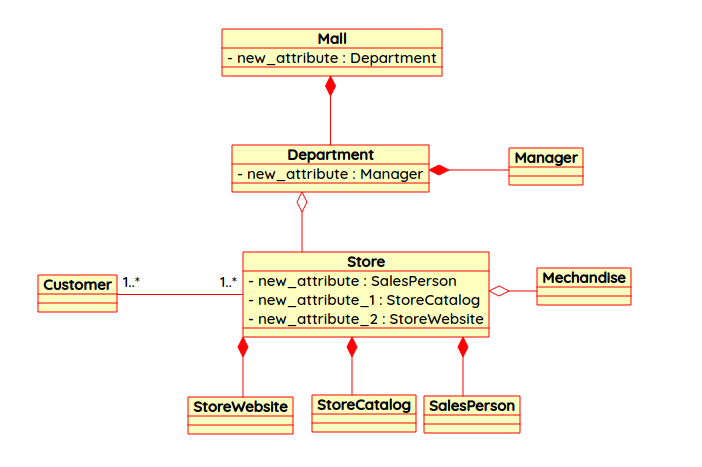 Mall
- new_attribute : Department
Department
- new_attribute : Manager
Manager
Store
- new_attribute : SalesPerson
- new_attribute_1 : StoreCatalog
- new_attribute_2 : StoreWebsite
Customer
1..*
1..*
Mechandise
StoreWebsite
StoreCatalog
SalesPerson